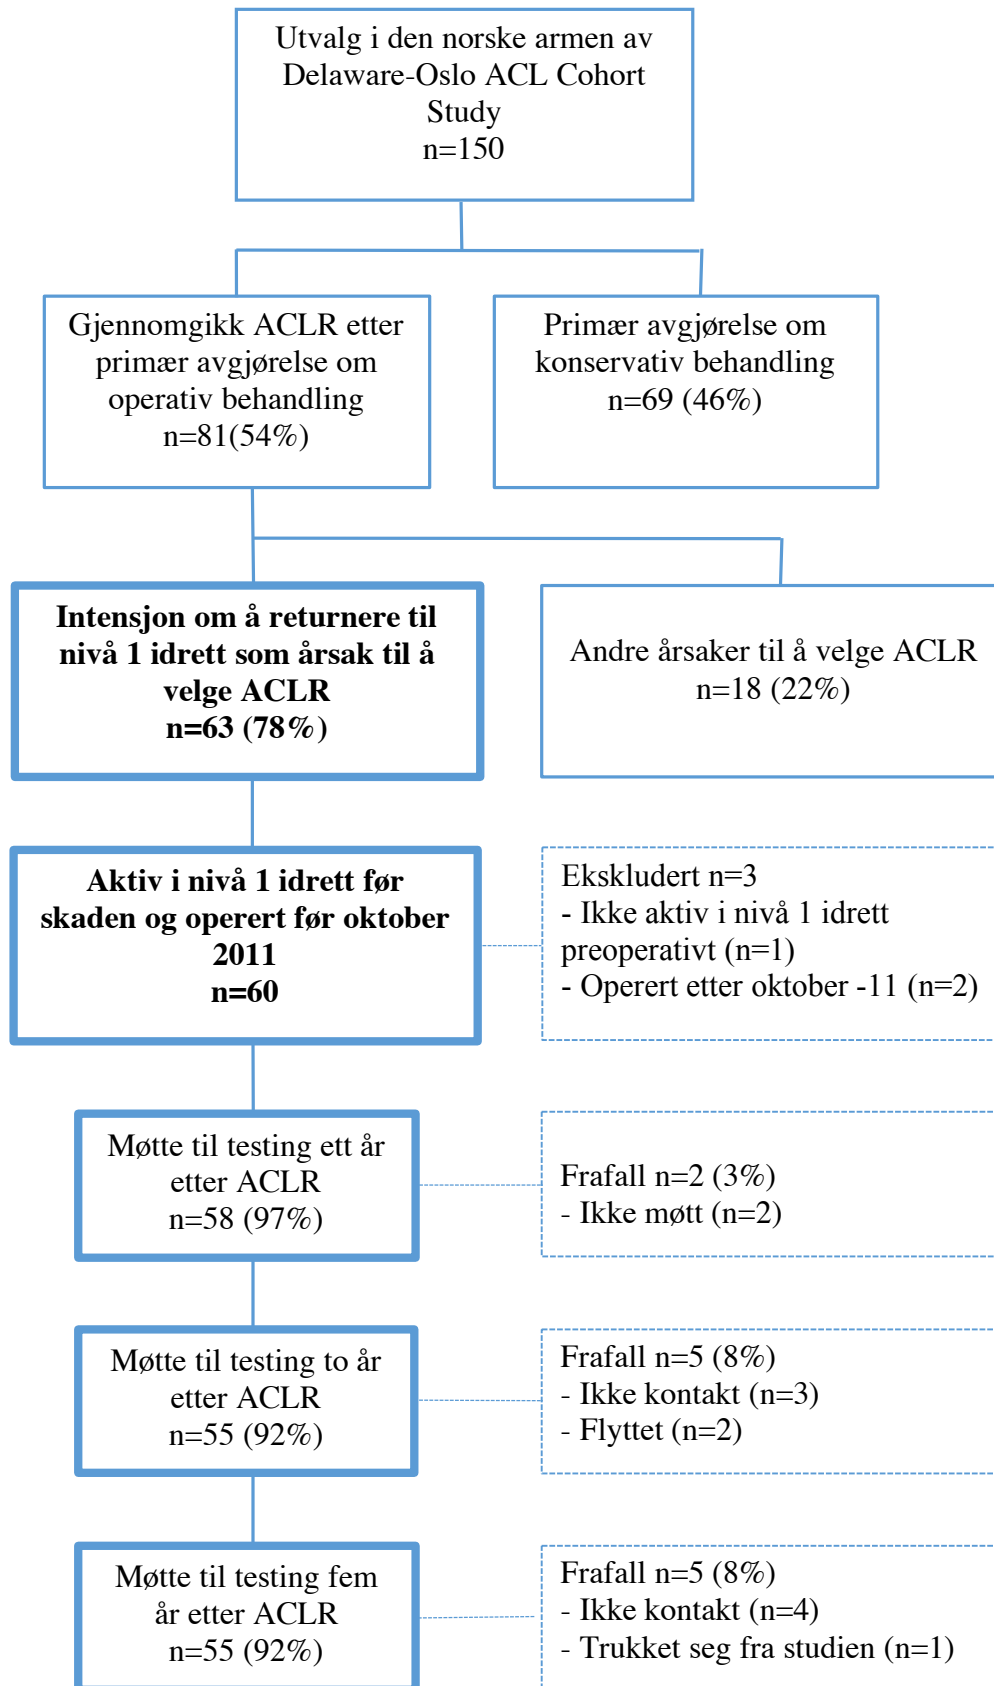 Utvalg i den norske armen av
Delaware-Oslo ACL Cohort
Study
n=150
Gjennomgikk ACLR etter
primær avgjørelse om
operativ behandling
n=81(54%)
Primær avgjørelse om
konservativ behandling
n=69 (46%)
Intensjon om å returnere til
nivå 1 idrett som årsak til å
velge ACLR
n=63 (78%)
Andre årsaker til å velge ACLR
n=18 (22%)
Aktiv i nivå 1 idrett før
skaden og operert før oktober
2011
n=60
Ekskludert n=3
- Ikke aktiv i nivå 1 idrett
preoperativt (n=1)
- Operert etter oktober -11 (n=2)
Møtte til testing ett år
etter ACLR
n=58 (97%)
Frafall n=2 (3%)
- Ikke møtt (n=2)
Møtte til testing to år
etter ACLR
n=55 (92%)
Frafall n=5 (8%)
- Ikke kontakt (n=3)
- Flyttet (n=2)
Møtte til testing fem
år etter ACLR
n=55 (92%)
Frafall n=5 (8%)
- Ikke kontakt (n=4)
- Trukket seg fra studien (n=1)